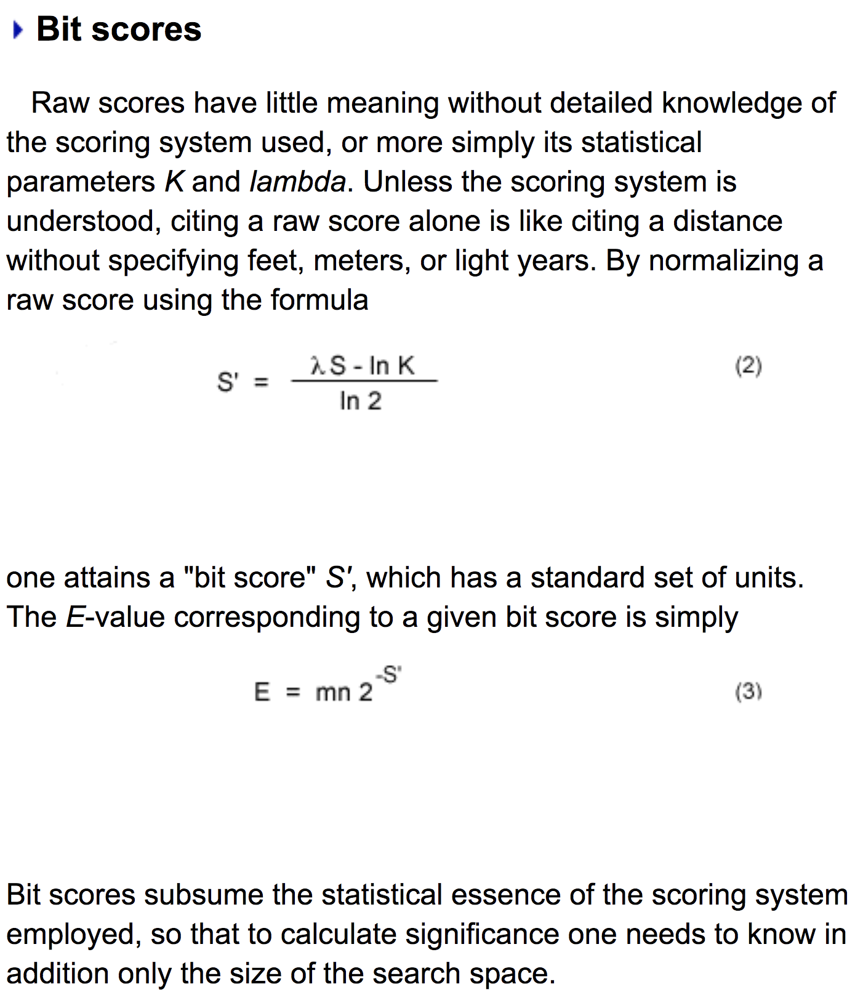 Bit scores
Raw scores have little meaning without detailed knowledge of
the scoring system used, or more simply its statistical
parameters K and lambda. Unless the scoring system is
understood, citing a raw score alone is like citing a distance
without specifying feet, meters, or light years. By normalizing a
raw score using the formula
S' = (λ S - ln K) / (ln 2) (2)
one attains a "bit score" S', which has a standard set of units.
The E-value corresponding to a given bit score is simply
E = mn 2^-S' (3)
Bit scores subsume the statistical essence of the scoring system
employed, so that to calculate significance one needs to know in
addition only the size of the search space.